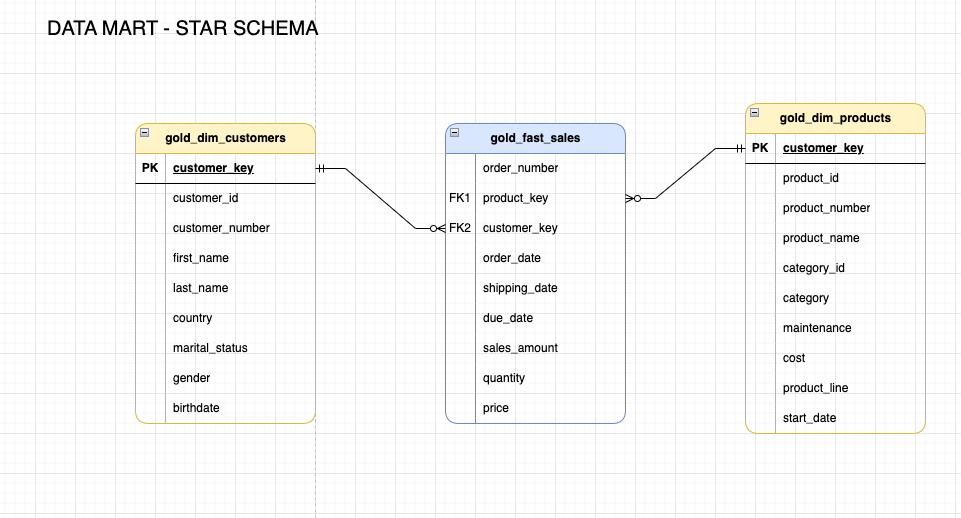 DATA MART - STAR SCHEMA
gold_dim_customers
PK customer_key
customer_id
customer_number
first_name
last_name
country
marital_status
gender
birthdate
gold_fast_sales
order_number
FK1 product_key
FK2 customer_key
order_date
shipping_date
due_date
sales_amount
quantity
price
gold_dim_products
PK customer_key
product_id
product_number
product_name
category_id
category
maintenance
cost
product_line
start_date